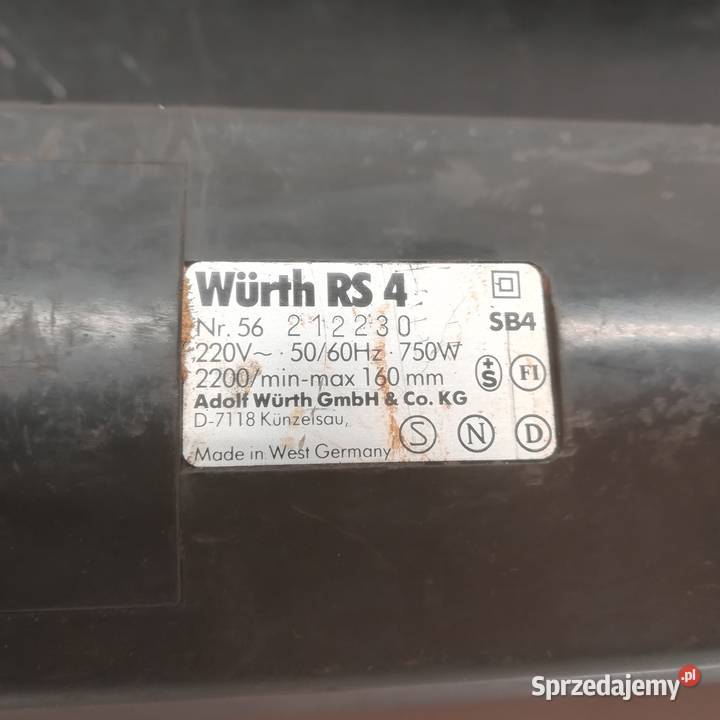 Würth RS 4
Nr. 56 212230 SB4
220V~ · 50/60Hz · 750W
2200/min-max 160 mm +S FI
Adolf Würth GmbH & Co. KG
D-7118 Künzelsau,
S N D
Made in West Germany
Sprzedajemy.pl